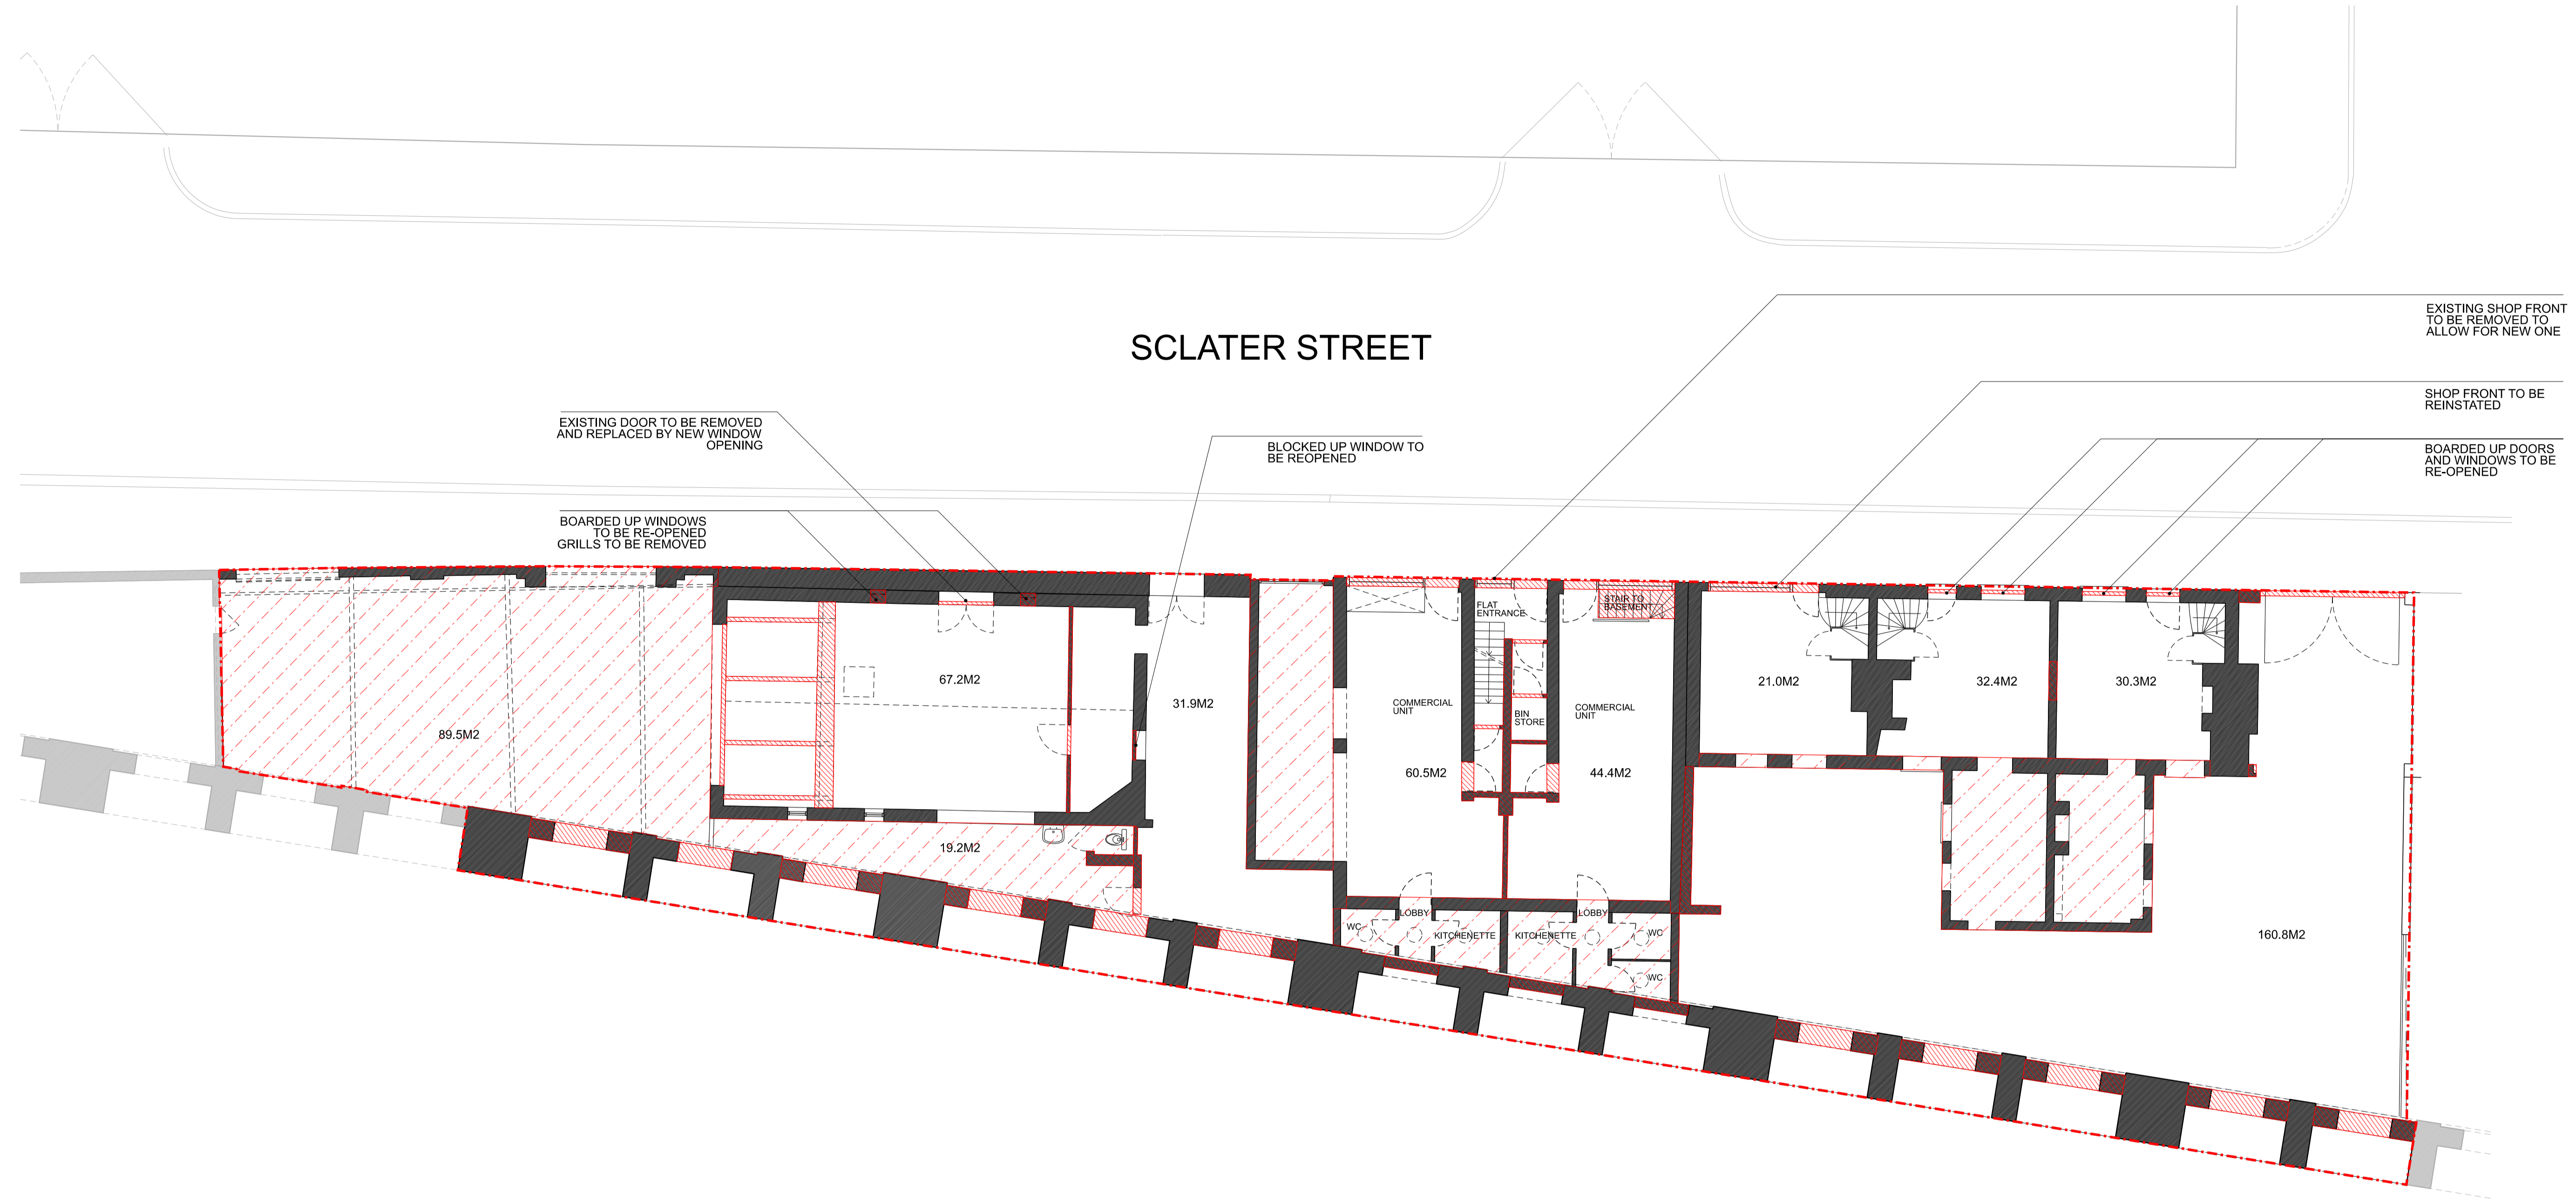 SCLATER STREET
EXISTING SHOP FRONT
TO BE REMOVED TO
ALLOW FOR NEW ONE
SHOP FRONT TO BE
REINSTATED
BOARDED UP DOORS
AND WINDOWS TO BE
RE-OPENED
EXISTING DOOR TO BE REMOVED
AND REPLACED BY NEW WINDOW
OPENING
BLOCKED UP WINDOW TO
BE REOPENED
BOARDED UP WINDOWS
TO BE RE-OPENED
GRILLS TO BE REMOVED
89.5M2
67.2M2
19.2M2
31.9M2
COMMERCIAL
UNIT
60.5M2
FLAT
ENTRANCE
BIN
STORE
STAIR TO
BASEMENT
COMMERCIAL
UNIT
44.4M2
21.0M2
32.4M2
30.3M2
160.8M2
WC
LOBBY
KITCHENETTE
KITCHENETTE
LOBBY
WC
WC